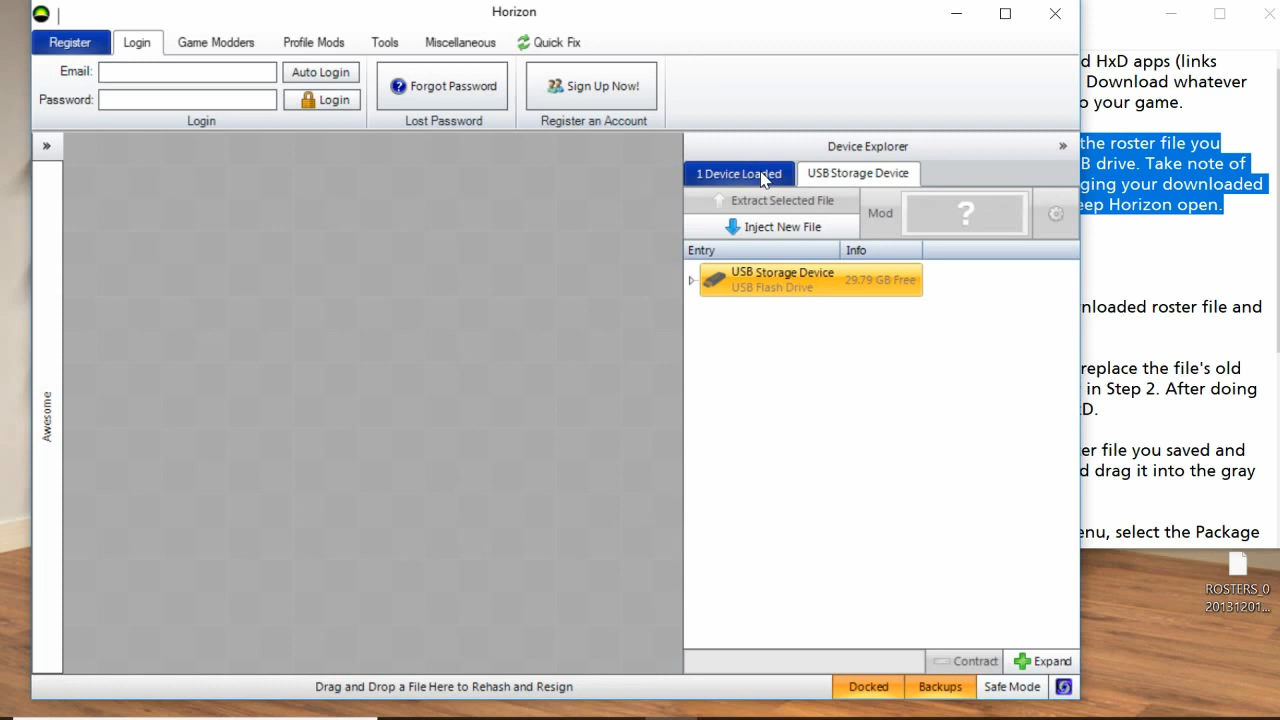 Horizon
Register
Login
Game Modders
Profile Mods
Tools
Miscellaneous
Quick Fix
Email:
Auto Login
Password:
Login
Login
Forgot Password
Lost Password
Sign Up Now!
Register an Account
Awesome
Device Explorer
1 Device Loaded
USB Storage Device
Extract Selected File
Inject New File
Mod
?
Entry
Info
USB Storage Device
USB Flash Drive
29.79 GB Free
Contract
Expand
Drag and Drop a File Here to Rehash and Resign
Docked
Backups
Safe Mode
d HxD apps (links
Download whatever
o your game.
the roster file you
B drive. Take note of
ging your downloaded
eep Horizon open.
nloaded roster file and
replace the file's old
in Step 2. After doing
D.
er file you saved and
d drag it into the gray
enu, select the Package
ROSTERS_0
20131201...